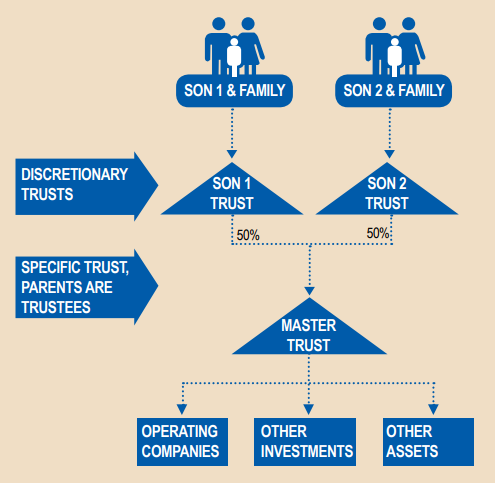 SON 1 & FAMILY
SON 2 & FAMILY
DISCRETIONARY
TRUSTS
SON 1
TRUST
SON 2
TRUST
50%
50%
SPECIFIC TRUST,
PARENTS ARE
TRUSTEES
MASTER
TRUST
OPERATING
COMPANIES
OTHER
INVESTMENTS
OTHER
ASSETS